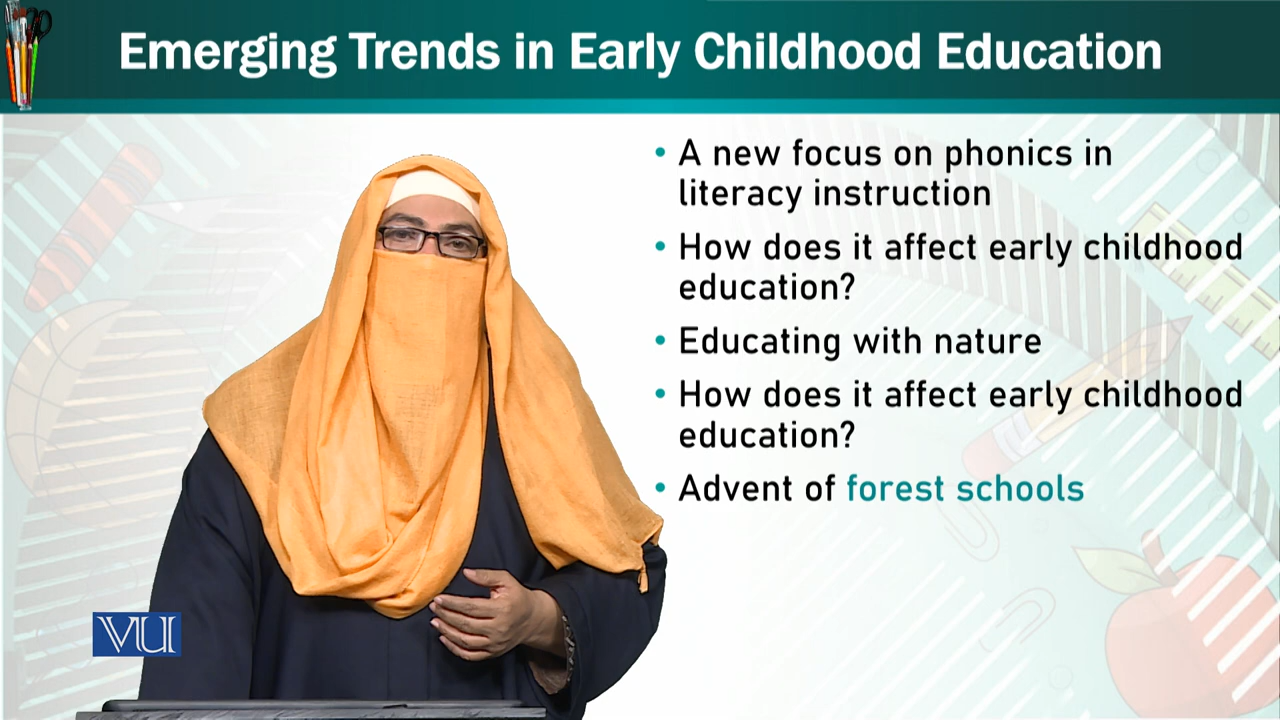 Emerging Trends in Early Childhood Education
• A new focus on phonics in
literacy instruction
• How does it affect early childhood
education?
• Educating with nature
• How does it affect early childhood
education?
• Advent of forest schools
VU